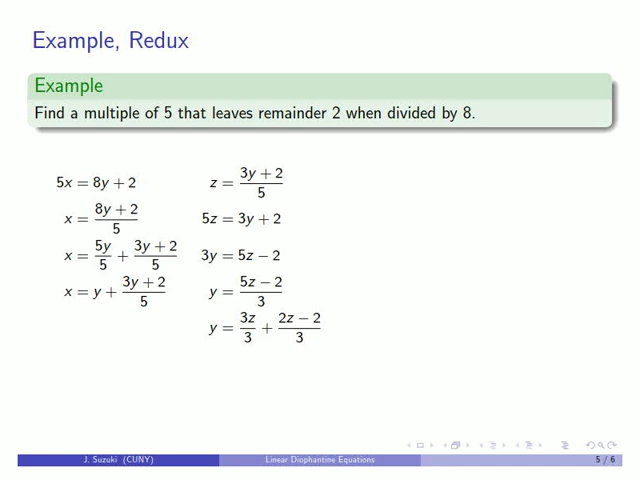 Example, Redux
Example
Find a multiple of 5 that leaves remainder 2 when divided by 8.
5x = 8y + 2
x = (8y + 2)/5
x = 5y/5 + (3y + 2)/5
x = y + (3y + 2)/5
z = (3y + 2)/5
5z = 3y + 2
3y = 5z − 2
y = (5z − 2)/3
y = 3z/3 + (2z − 2)/3
J. Suzuki (CUNY)
Linear Diophantine Equations
5 / 6